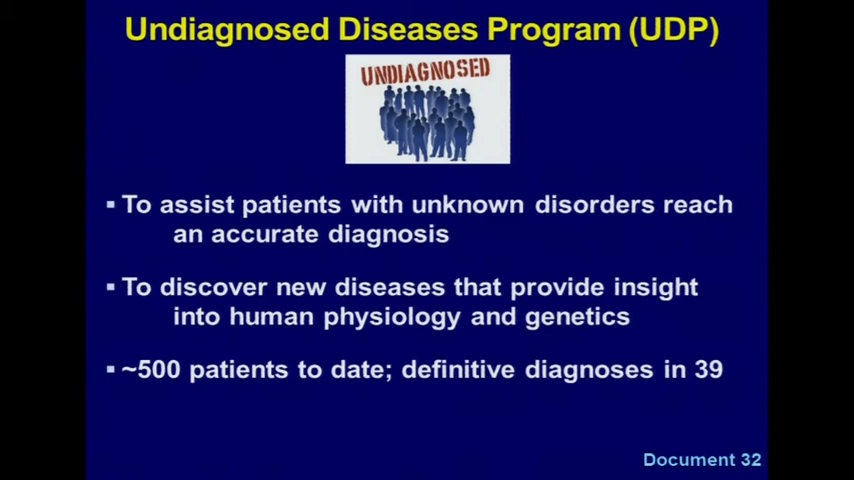 Undiagnosed Diseases Program (UDP)
UNDIAGNOSED
▪ To assist patients with unknown disorders reach
an accurate diagnosis
▪ To discover new diseases that provide insight
into human physiology and genetics
▪ ~500 patients to date; definitive diagnoses in 39
Document 32